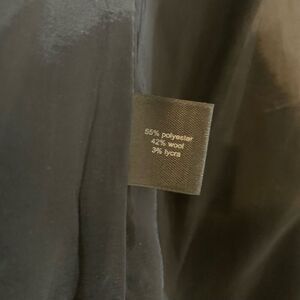 55% polyester
42% wool
3% lycra